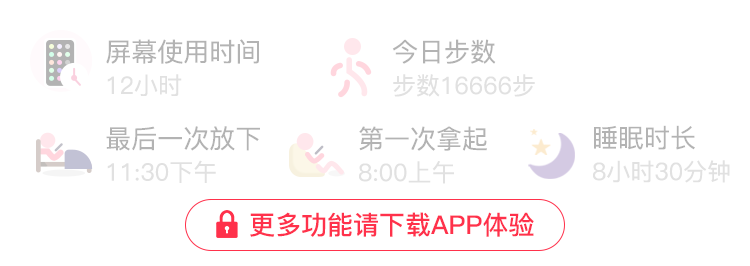 屏幕使用时间 今日步数
12小时 步数16666步
最后一次放下 第一次拿起 睡眠时长
11:30下午 8:00上午 8小时30分钟
更多功能请下载APP体验